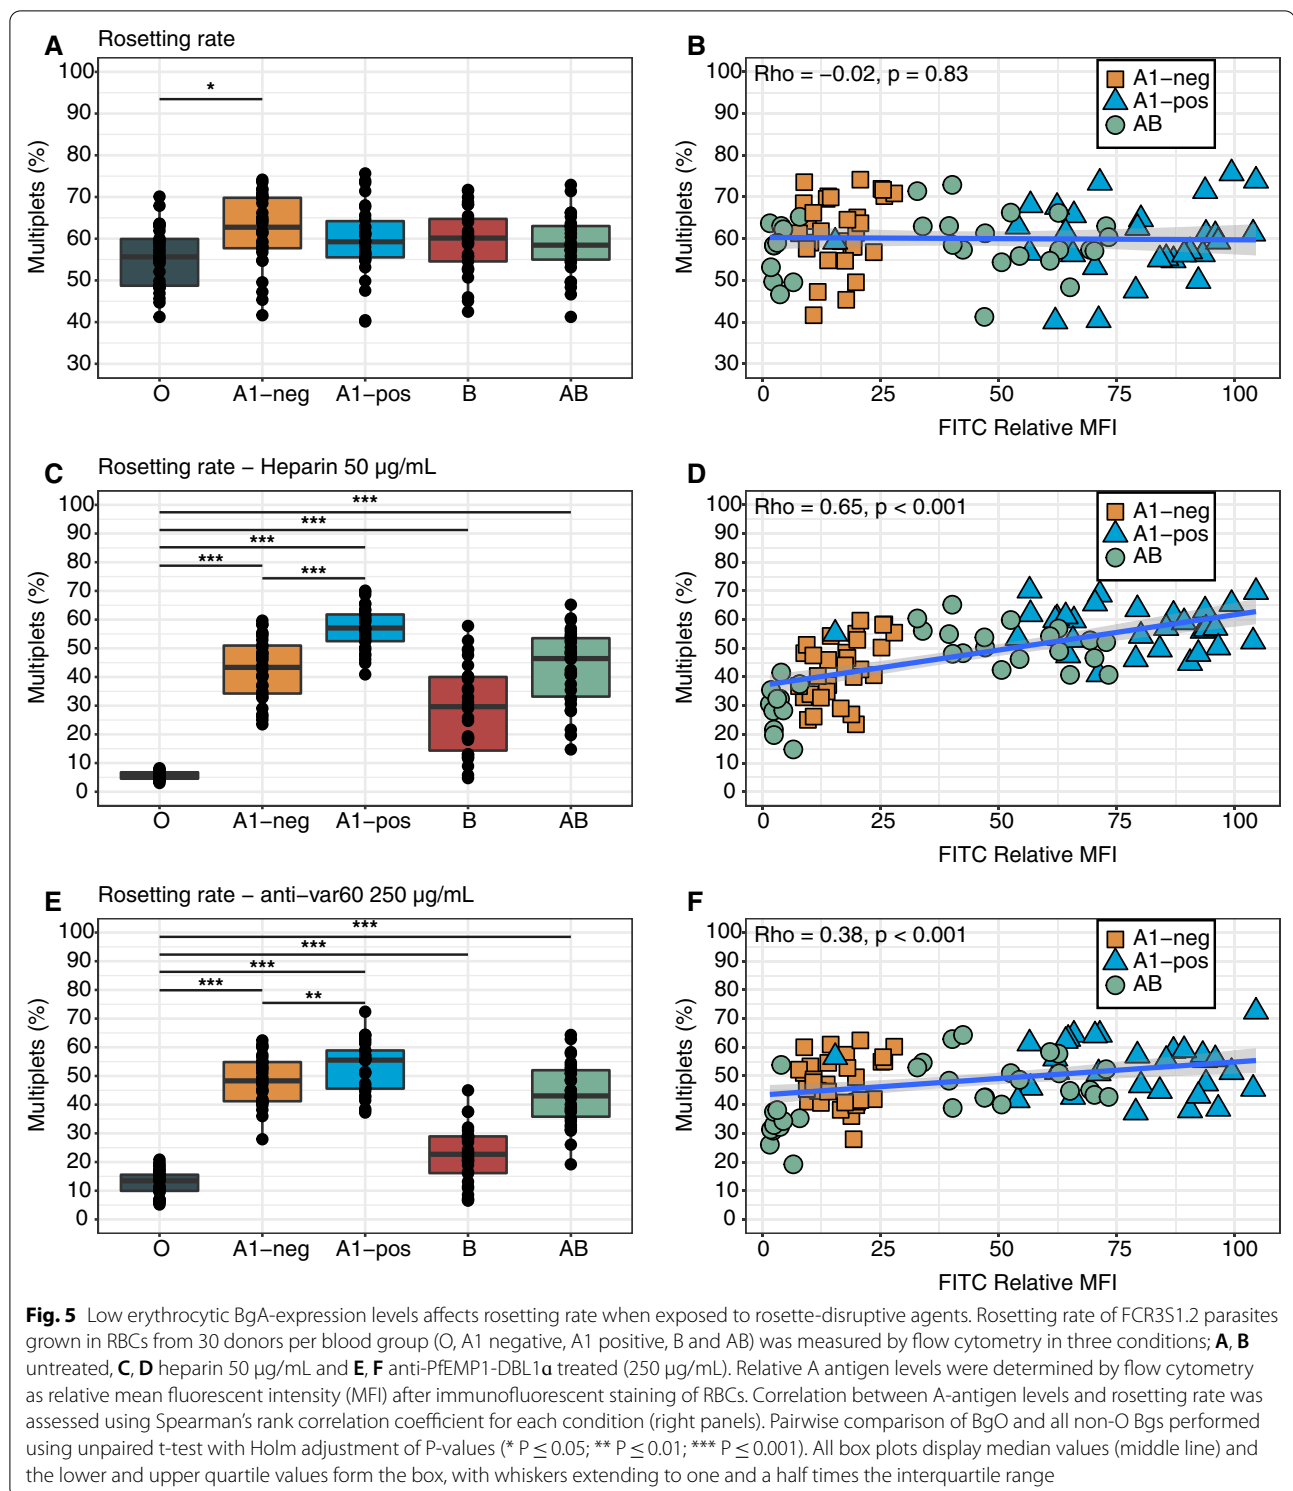 A Rosetting rate
Multiplets (%)
100
90
80
70
60
50
40
30
*
O A1−neg A1−pos B AB
B
Rho = −0.02, p = 0.83
A1−neg
A1−pos
AB
Multiplets (%)
100
90
80
70
60
50
40
30
0 25 50 75 100
FITC Relative MFI
C Rosetting rate − Heparin 50 µg/mL
Multiplets (%)
100
90
80
70
60
50
40
30
20
10
0
***
***
***
***
***
O A1−neg A1−pos B AB
D
Rho = 0.65, p < 0.001
A1−neg
A1−pos
AB
Multiplets (%)
100
90
80
70
60
50
40
30
20
10
0
0 25 50 75 100
FITC Relative MFI
E Rosetting rate − anti−var60 250 µg/mL
Multiplets (%)
100
90
80
70
60
50
40
30
20
10
0
***
***
***
***
**
O A1−neg A1−pos B AB
F
Rho = 0.38, p < 0.001
A1−neg
A1−pos
AB
Multiplets (%)
100
90
80
70
60
50
40
30
20
10
0
0 25 50 75 100
FITC Relative MFI
Fig. 5 Low erythrocytic BgA-expression levels affects rosetting rate when exposed to rosette-disruptive agents. Rosetting rate of FCR3S1.2 parasites
grown in RBCs from 30 donors per blood group (O, A1 negative, A1 positive, B and AB) was measured by flow cytometry in three conditions; A, B
untreated, C, D heparin 50 µg/mL and E, F anti-PfEMP1-DBL1α treated (250 µg/mL). Relative A antigen levels were determined by flow cytometry
as relative mean fluorescent intensity (MFI) after immunofluorescent staining of RBCs. Correlation between A-antigen levels and rosetting rate was
assessed using Spearman's rank correlation coefficient for each condition (right panels). Pairwise comparison of BgO and all non-O Bgs performed
using unpaired t-test with Holm adjustment of P-values (* P ≤ 0.05; ** P ≤ 0.01; *** P ≤ 0.001). All box plots display median values (middle line) and
the lower and upper quartile values form the box, with whiskers extending to one and a half times the interquartile range